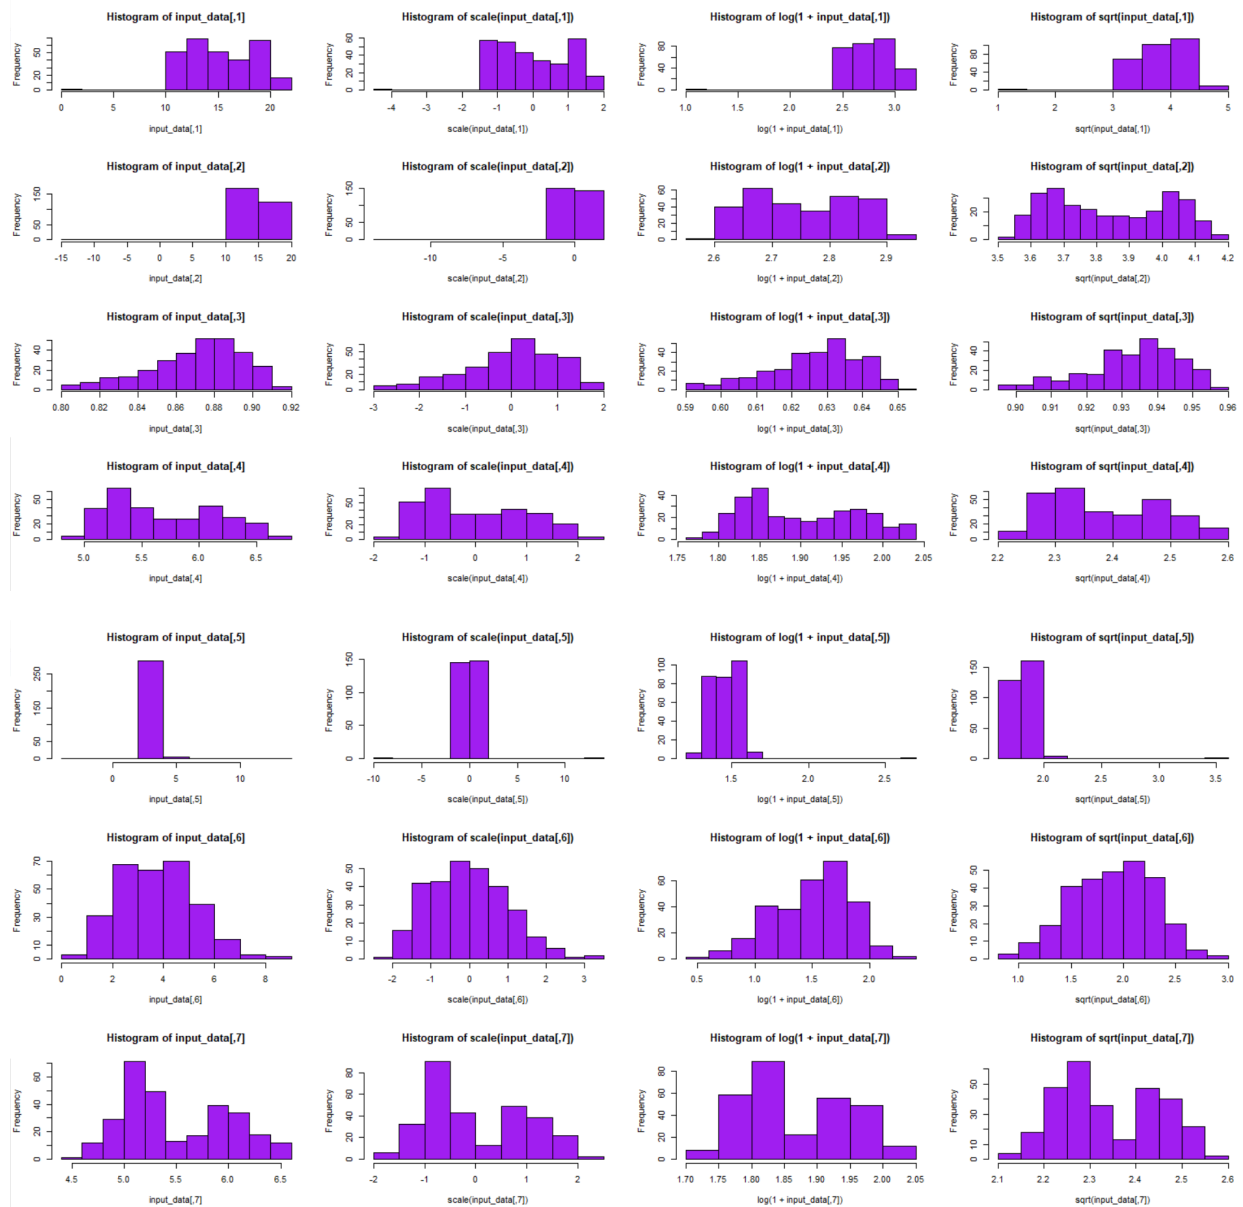 Histogram of input_data[,1]
Frequency
0 20 50
0 5 10 15 20
input_data[,1]
Histogram of scale(input_data[,1])
Frequency
0 20 50
-4 -3 -2 -1 0 1 2
scale(input_data[,1])
Histogram of log(1 + input_data[,1])
Frequency
0 40 80
1.0 1.5 2.0 2.5 3.0
log(1 + input_data[,1])
Histogram of sqrt(input_data[,1])
Frequency
0 40 100
1 2 3 4 5
sqrt(input_data[,1])
Histogram of input_data[,2]
Frequency
0 50 150
-15 -10 -5 0 5 10 15 20
input_data[,2]
Histogram of scale(input_data[,2])
Frequency
0 50 150
-10 -5 0
scale(input_data[,2])
Histogram of log(1 + input_data[,2])
Frequency
0 20 40 60
2.6 2.7 2.8 2.9
log(1 + input_data[,2])
Histogram of sqrt(input_data[,2])
Frequency
0 20
3.5 3.6 3.7 3.8 3.9 4.0 4.1 4.2
sqrt(input_data[,2])
Histogram of input_data[,3]
Frequency
0 20 40
0.80 0.82 0.84 0.86 0.88 0.90 0.92
input_data[,3]
Histogram of scale(input_data[,3])
Frequency
0 20 50
-3 -2 -1 0 1 2
scale(input_data[,3])
Histogram of log(1 + input_data[,3])
Frequency
0 20 40
0.59 0.60 0.61 0.62 0.63 0.64 0.65
log(1 + input_data[,3])
Histogram of sqrt(input_data[,3])
Frequency
0 20 40
0.90 0.91 0.92 0.93 0.94 0.95 0.96
sqrt(input_data[,3])
Histogram of input_data[,4]
Frequency
0 20 50
5.0 5.5 6.0 6.5
input_data[,4]
Histogram of scale(input_data[,4])
Frequency
0 20 50
-2 -1 0 1 2
scale(input_data[,4])
Histogram of log(1 + input_data[,4])
Frequency
0 20 40
1.75 1.80 1.85 1.90 1.95 2.00 2.05
log(1 + input_data[,4])
Histogram of sqrt(input_data[,4])
Frequency
0 20 50
2.2 2.3 2.4 2.5 2.6
sqrt(input_data[,4])
Histogram of input_data[,5]
Frequency
0 50 150 250
0 5 10
input_data[,5]
Histogram of scale(input_data[,5])
Frequency
0 50 100 150
-10 -5 0 5 10
scale(input_data[,5])
Histogram of log(1 + input_data[,5])
Frequency
0 20 40 60 80 100
1.5 2.0 2.5
log(1 + input_data[,5])
Histogram of sqrt(input_data[,5])
Frequency
0 50 100 150
2.0 2.5 3.0 3.5
sqrt(input_data[,5])
Histogram of input_data[,6]
Frequency
0 10 30 50 70
0 2 4 6 8
input_data[,6]
Histogram of scale(input_data[,6])
Frequency
0 10 20 30 40 50
-2 -1 0 1 2 3
scale(input_data[,6])
Histogram of log(1 + input_data[,6])
Frequency
0 20 40 60
0.5 1.0 1.5 2.0
log(1 + input_data[,6])
Histogram of sqrt(input_data[,6])
Frequency
0 10 20 30 40 50
1.0 1.5 2.0 2.5 3.0
sqrt(input_data[,6])
Histogram of input_data[,7]
Frequency
0 20 40 60
4.5 5.0 5.5 6.0 6.5
input_data[,7]
Histogram of scale(input_data[,7])
Frequency
0 20 40 60 80
-2 -1 0 1 2
scale(input_data[,7])
Histogram of log(1 + input_data[,7])
Frequency
0 20 40 60 80
1.70 1.75 1.80 1.85 1.90 1.95 2.00 2.05
log(1 + input_data[,7])
Histogram of sqrt(input_data[,7])
Frequency
0 10 30 50
2.1 2.2 2.3 2.4 2.5 2.6
sqrt(input_data[,7])